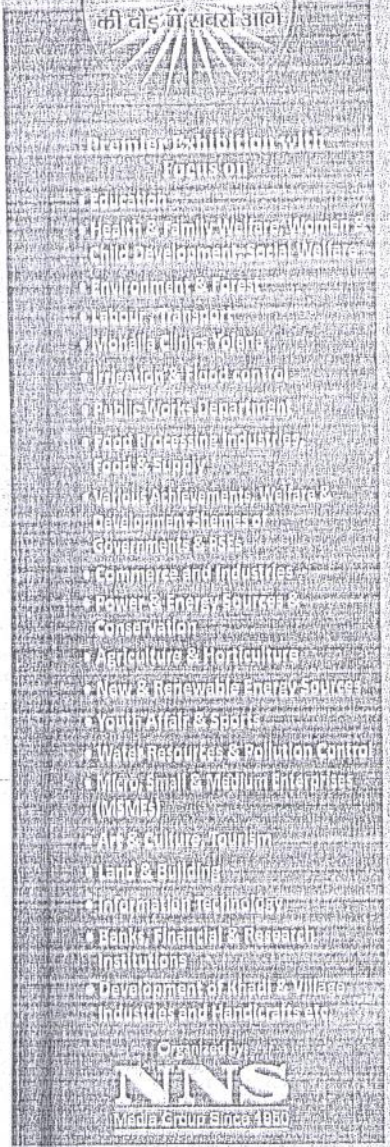 की दौड़ में सबसे आगे
Premier Exhibition with
Focus on
• Education
• Health & Family Welfare, Women &
Child Development, Social Welfare
• Environment & Forest
• Labour, Transport
• Mohalla Clinics Yojana
• Irrigation & Flood control
• Public Works Department
• Food Processing Industries,
Food & Supply
• Various Achievements, Welfare &
Development Shemes of
Governments & PSEs
• Commerce and Industries
• Power & Energy Sources &
Conservation
• Agriculture & Horticulture
• New & Renewable Energy Sources
• Youth Affair & Sports
• Water Resources & Pollution Control
• Micro, Small & Medium Enterprises
(MSMEs)
• Art & Culture, Tourism
• Land & Building
• Information Technology
• Banks, Financial & Research
Institutions
• Development of Khadi & Village
Industries and Handicrafts etc
Organized by:
NNS
Media Group Since 1980